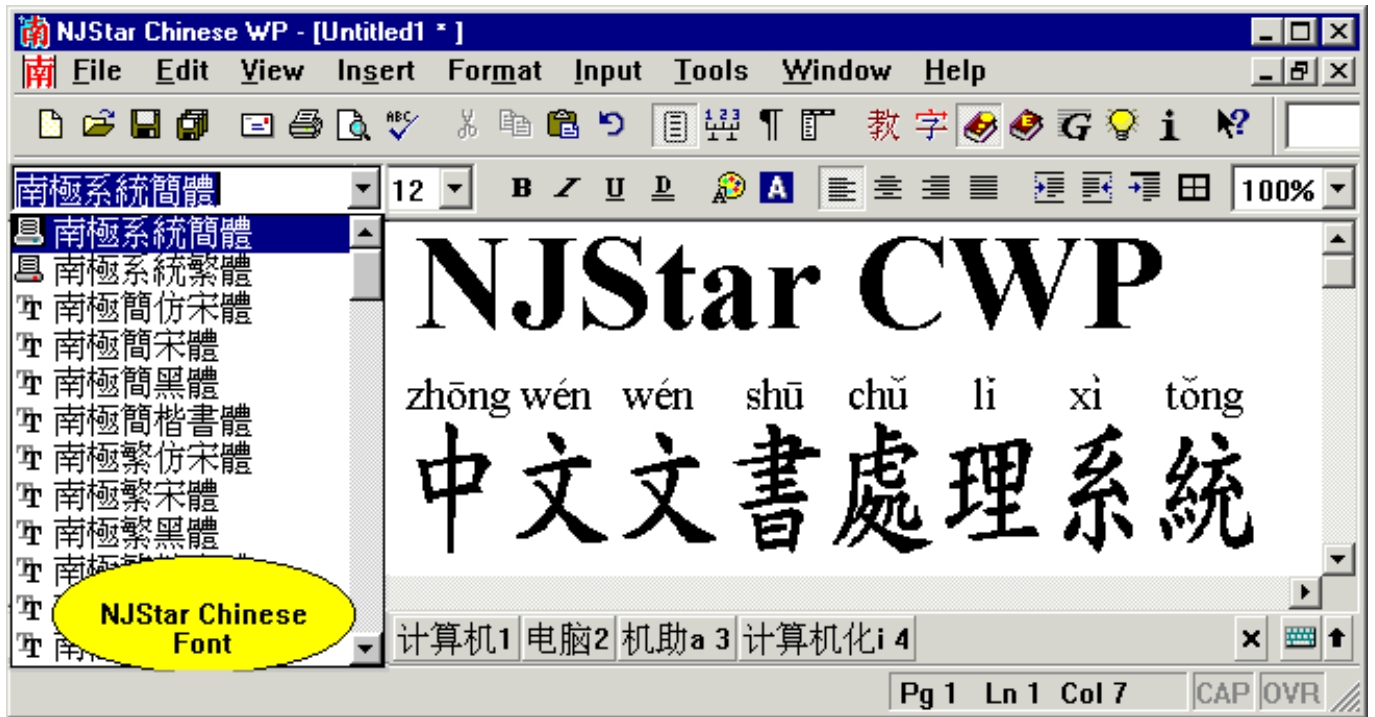 NJStar Chinese WP - [Untitled1 * ]
File Edit View Insert Format Input Tools Window Help
ABC 1 2 3 教 字 G i
南極系統簡體 12 B I U D A 100%
南極系統簡體
南極系統繁體
南極簡仿宋體
南極簡宋體
南極簡黑體
南極簡楷書體
南極繁仿宋體
南極繁宋體
南極繁黑體
NJStar Chinese
Font
NJStar CWP
zhōng wén wén shū chǔ lǐ xì tǒng
中文文書處理系統
计算机1 电脑2 机助a 3 计算机化i 4
Pg 1 Ln 1 Col 7 CAP OVR